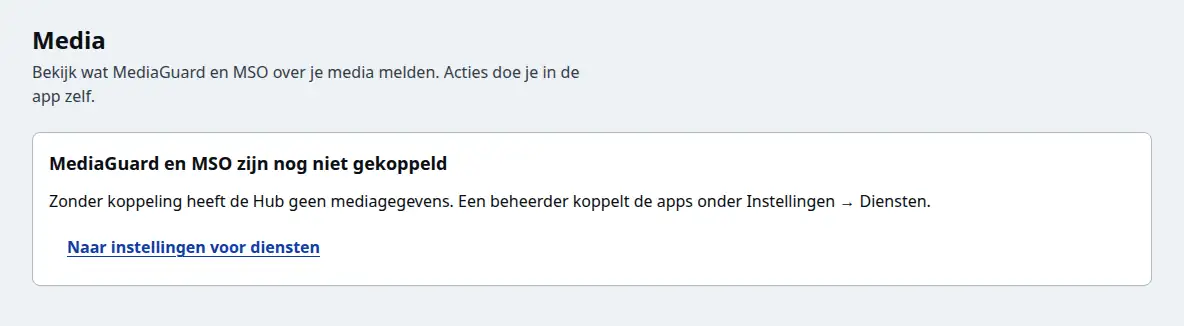 Media
Bekijk wat MediaGuard en MSO over je media melden. Acties doe je in de
app zelf.
MediaGuard en MSO zijn nog niet gekoppeld
Zonder koppeling heeft de Hub geen mediagegevens. Een beheerder koppelt de apps onder Instellingen → Diensten.
Naar instellingen voor diensten